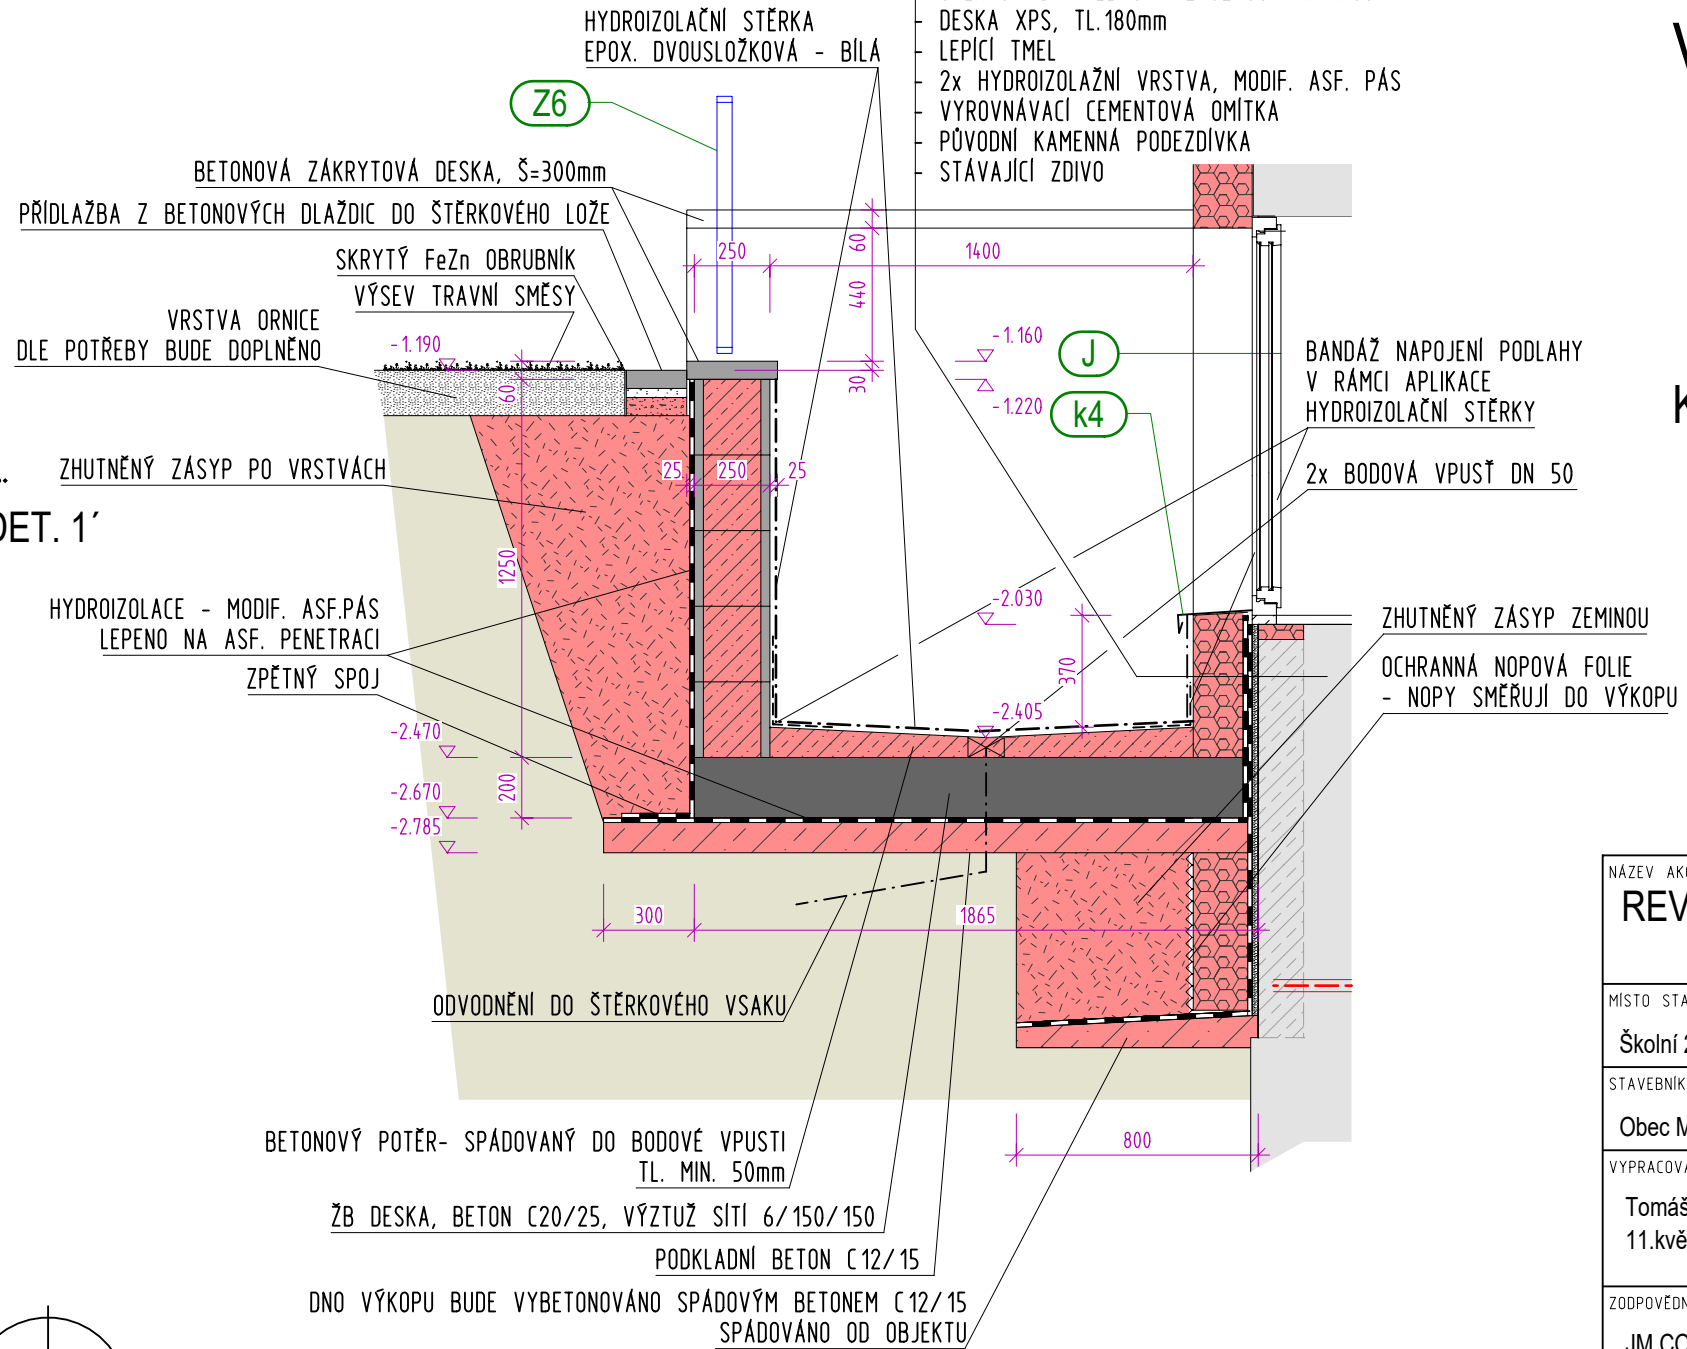 HYDROIZOLAČNÍ STĚRKA
EPOX. DVOUSLOŽKOVÁ - BÍLÁ
DESKA XPS, TL.180mm
LEPÍCÍ TMEL
2x HYDROIZOLAŽNÍ VRSTVA, MODIF. ASF. PÁS
VYROVNÁVACÍ CEMENTOVÁ OMÍTKA
PŮVODNÍ KAMENNÁ PODEZDÍVKA
STÁVAJÍCÍ ZDIVO
Z6
BETONOVÁ ZÁKRYTOVÁ DESKA, Š=300mm
PŘÍDLAŽBA Z BETONOVÝCH DLAŽDIC DO ŠTĚRKOVÉHO LOŽE
SKRYTÝ FeZn OBRUBNÍK
VÝSEV TRAVNÍ SMĚSY
VRSTVA ORNICE
DLE POTŘEBY BUDE DOPLNĚNO
250
1400
60
440
30
-1.190
-1.160
-1.220
J
k4
BANDÁŽ NAPOJENÍ PODLAHY
V RÁMCI APLIKACE
HYDROIZOLAČNÍ STĚRKY
2x BODOVÁ VPUSŤ DN 50
60
ZHUTNĚNÝ ZÁSYP PO VRSTVÁCH
25
250
25
DET. 1´
1250
HYDROIZOLACE - MODIF. ASF.PÁS
LEPENO NA ASF. PENETRACI
ZPĚTNÝ SPOJ
-2.030
370
-2.405
ZHUTNĚNÝ ZÁSYP ZEMINOU
OCHRANNÁ NOPOVÁ FOLIE
- NOPY SMĚŘUJÍ DO VÝKOPU
-2.470
200
-2.670
-2.785
300
1865
ODVODNĚNÍ DO ŠTĚRKOVÉHO VSAKU
800
BETONOVÝ POTĚR- SPÁDOVANÝ DO BODOVÉ VPUSTI
TL. MIN. 50mm
ŽB DESKA, BETON C20/25, VÝZTUŽ SÍTÍ 6/150/150
PODKLADNÍ BETON C12/15
DNO VÝKOPU BUDE VYBETONOVÁNO SPÁDOVÝM BETONEM C12/15
SPÁDOVÁNO OD OBJEKTU
NÁZEV AK
REV
MÍSTO STA
Školní 2
STAVEBNÍK
Obec M
VYPRACOVA
Tomáš
11.kvě
ZODPOVĚDN
JM CO